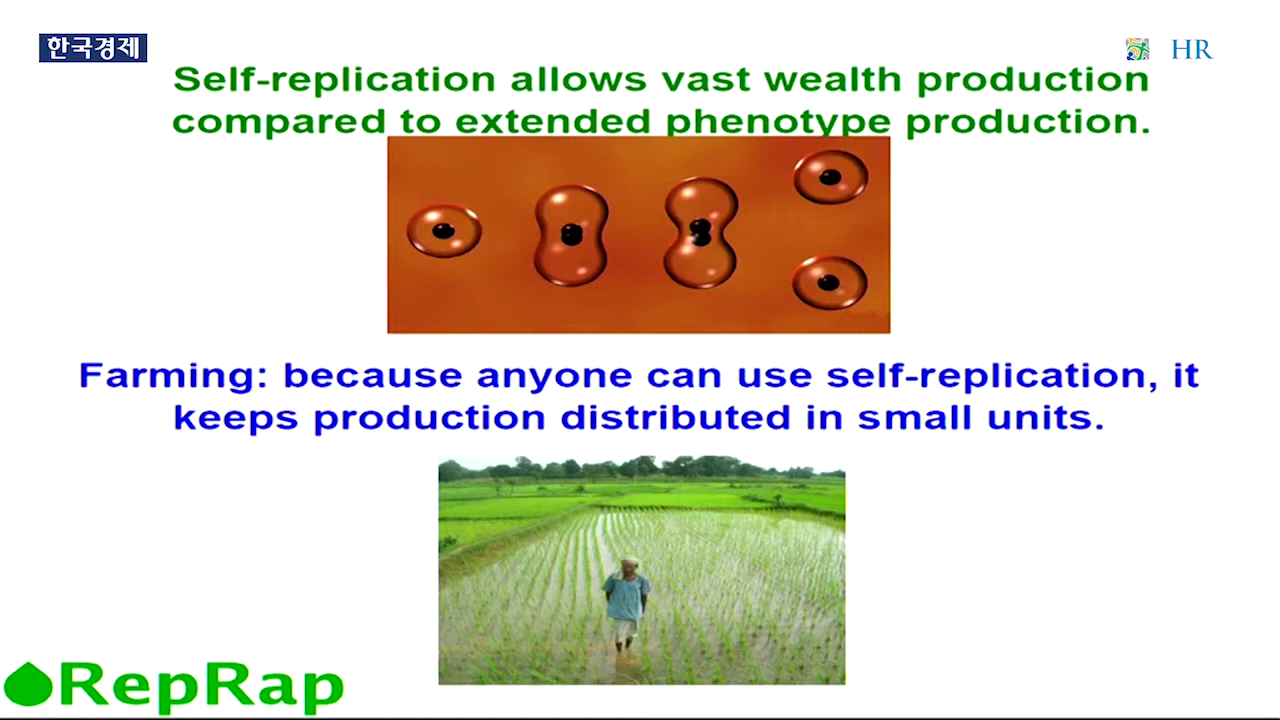 한국경제
HR
Self-replication allows vast wealth production
compared to extended phenotype production.
Farming: because anyone can use self-replication, it
keeps production distributed in small units.
RepRap